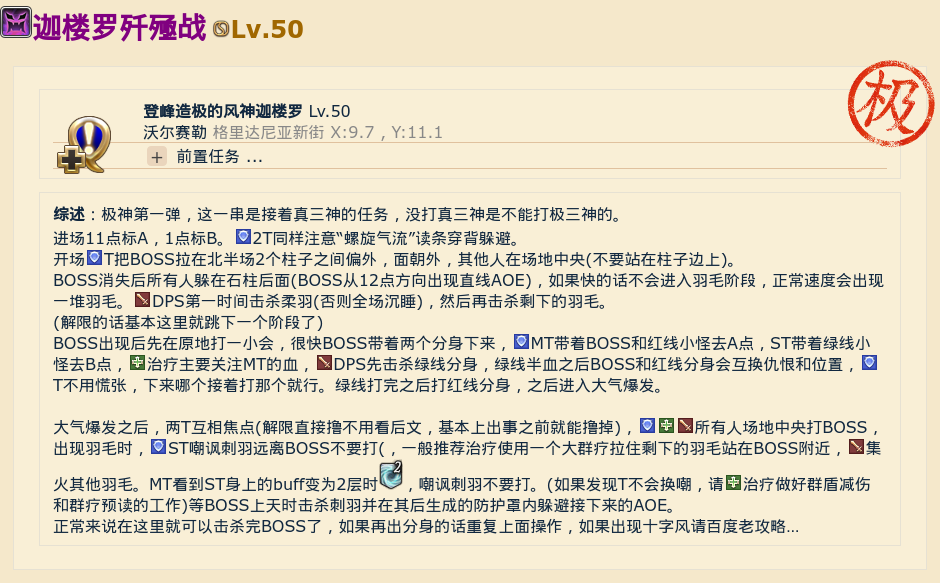 迦楼罗歼殛战 Lv.50
极
登峰造极的风神迦楼罗 Lv.50
沃尔赛勒 格里达尼亚新街 X:9.7 , Y:11.1
+ 前置任务 ...
综述：极神第一弹，这一串是接着真三神的任务，没打真三神是不能打极三神的。
进场11点标A，1点标B。2T同样注意“螺旋气流”读条穿背躲避。
开场T把BOSS拉在北半场2个柱子之间偏外，面朝外，其他人在场地中央(不要站在柱子边上)。
BOSS消失后所有人躲在石柱后面(BOSS从12点方向出现直线AOE)，如果快的话不会进入羽毛阶段，正常速度会出现
一堆羽毛。DPS第一时间击杀柔羽(否则全场沉睡)，然后再击杀剩下的羽毛。
(解限的话基本这里就跳下一个阶段了)
BOSS出现后先在原地打一小会，很快BOSS带着两个分身下来，MT带着BOSS和红线小怪去A点，ST带着绿线小
怪去B点，治疗主要关注MT的血，DPS先击杀绿线分身，绿线半血之后BOSS和红线分身会互换仇恨和位置，
T不用慌张，下来哪个接着打那个就行。绿线打完之后打红线分身，之后进入大气爆发。
大气爆发之后，两T互相焦点(解限直接撸不用看后文，基本上出事之前就能撸掉)，所有人场地中央打BOSS，
出现羽毛时，ST嘲讽刺羽远离BOSS不要打(，一般推荐治疗使用一个大群疗拉住剩下的羽毛站在BOSS附近，集
火其他羽毛。MT看到ST身上的buff变为2层时2，嘲讽刺羽不要打。(如果发现T不会换嘲，请治疗做好群盾减伤
和群疗预读的工作)等BOSS上天时击杀刺羽并在其后生成的防护罩内躲避接下来的AOE。
正常来说在这里就可以击杀完BOSS了，如果再出分身的话重复上面操作，如果出现十字风请百度老攻略...